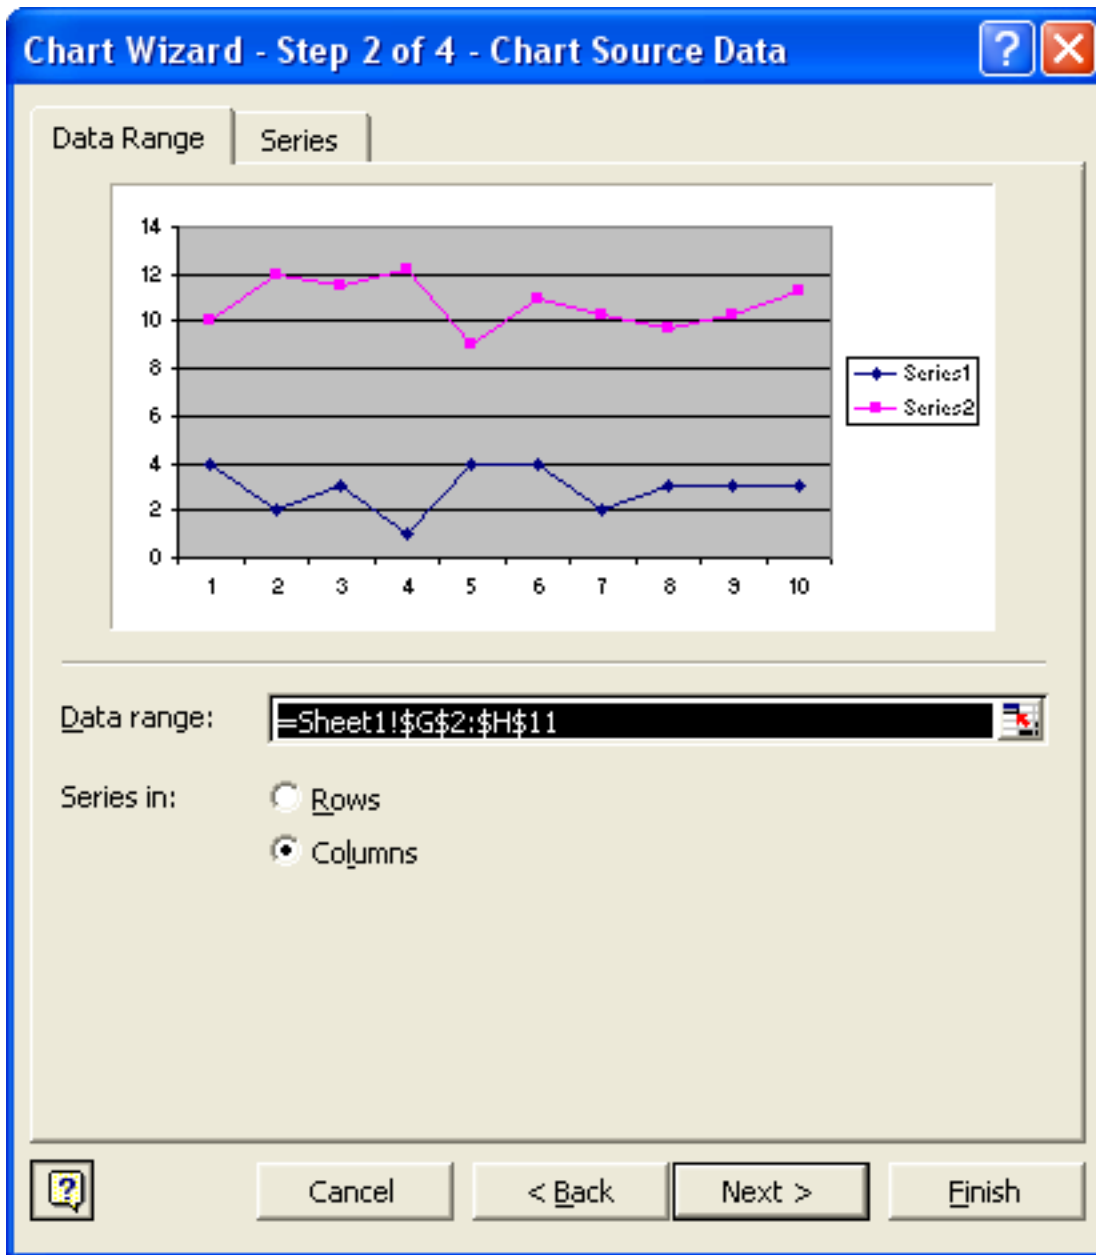 Chart Wizard - Step 2 of 4 - Chart Source Data
Data Range Series
14
12
10
8
6
4
2
0
1 2 3 4 5 6 7 8 9 10
Series1
Series2
Data range: =Sheet1!$G$2:$H$11
Series in: Rows
Columns
Cancel < Back Next > Finish